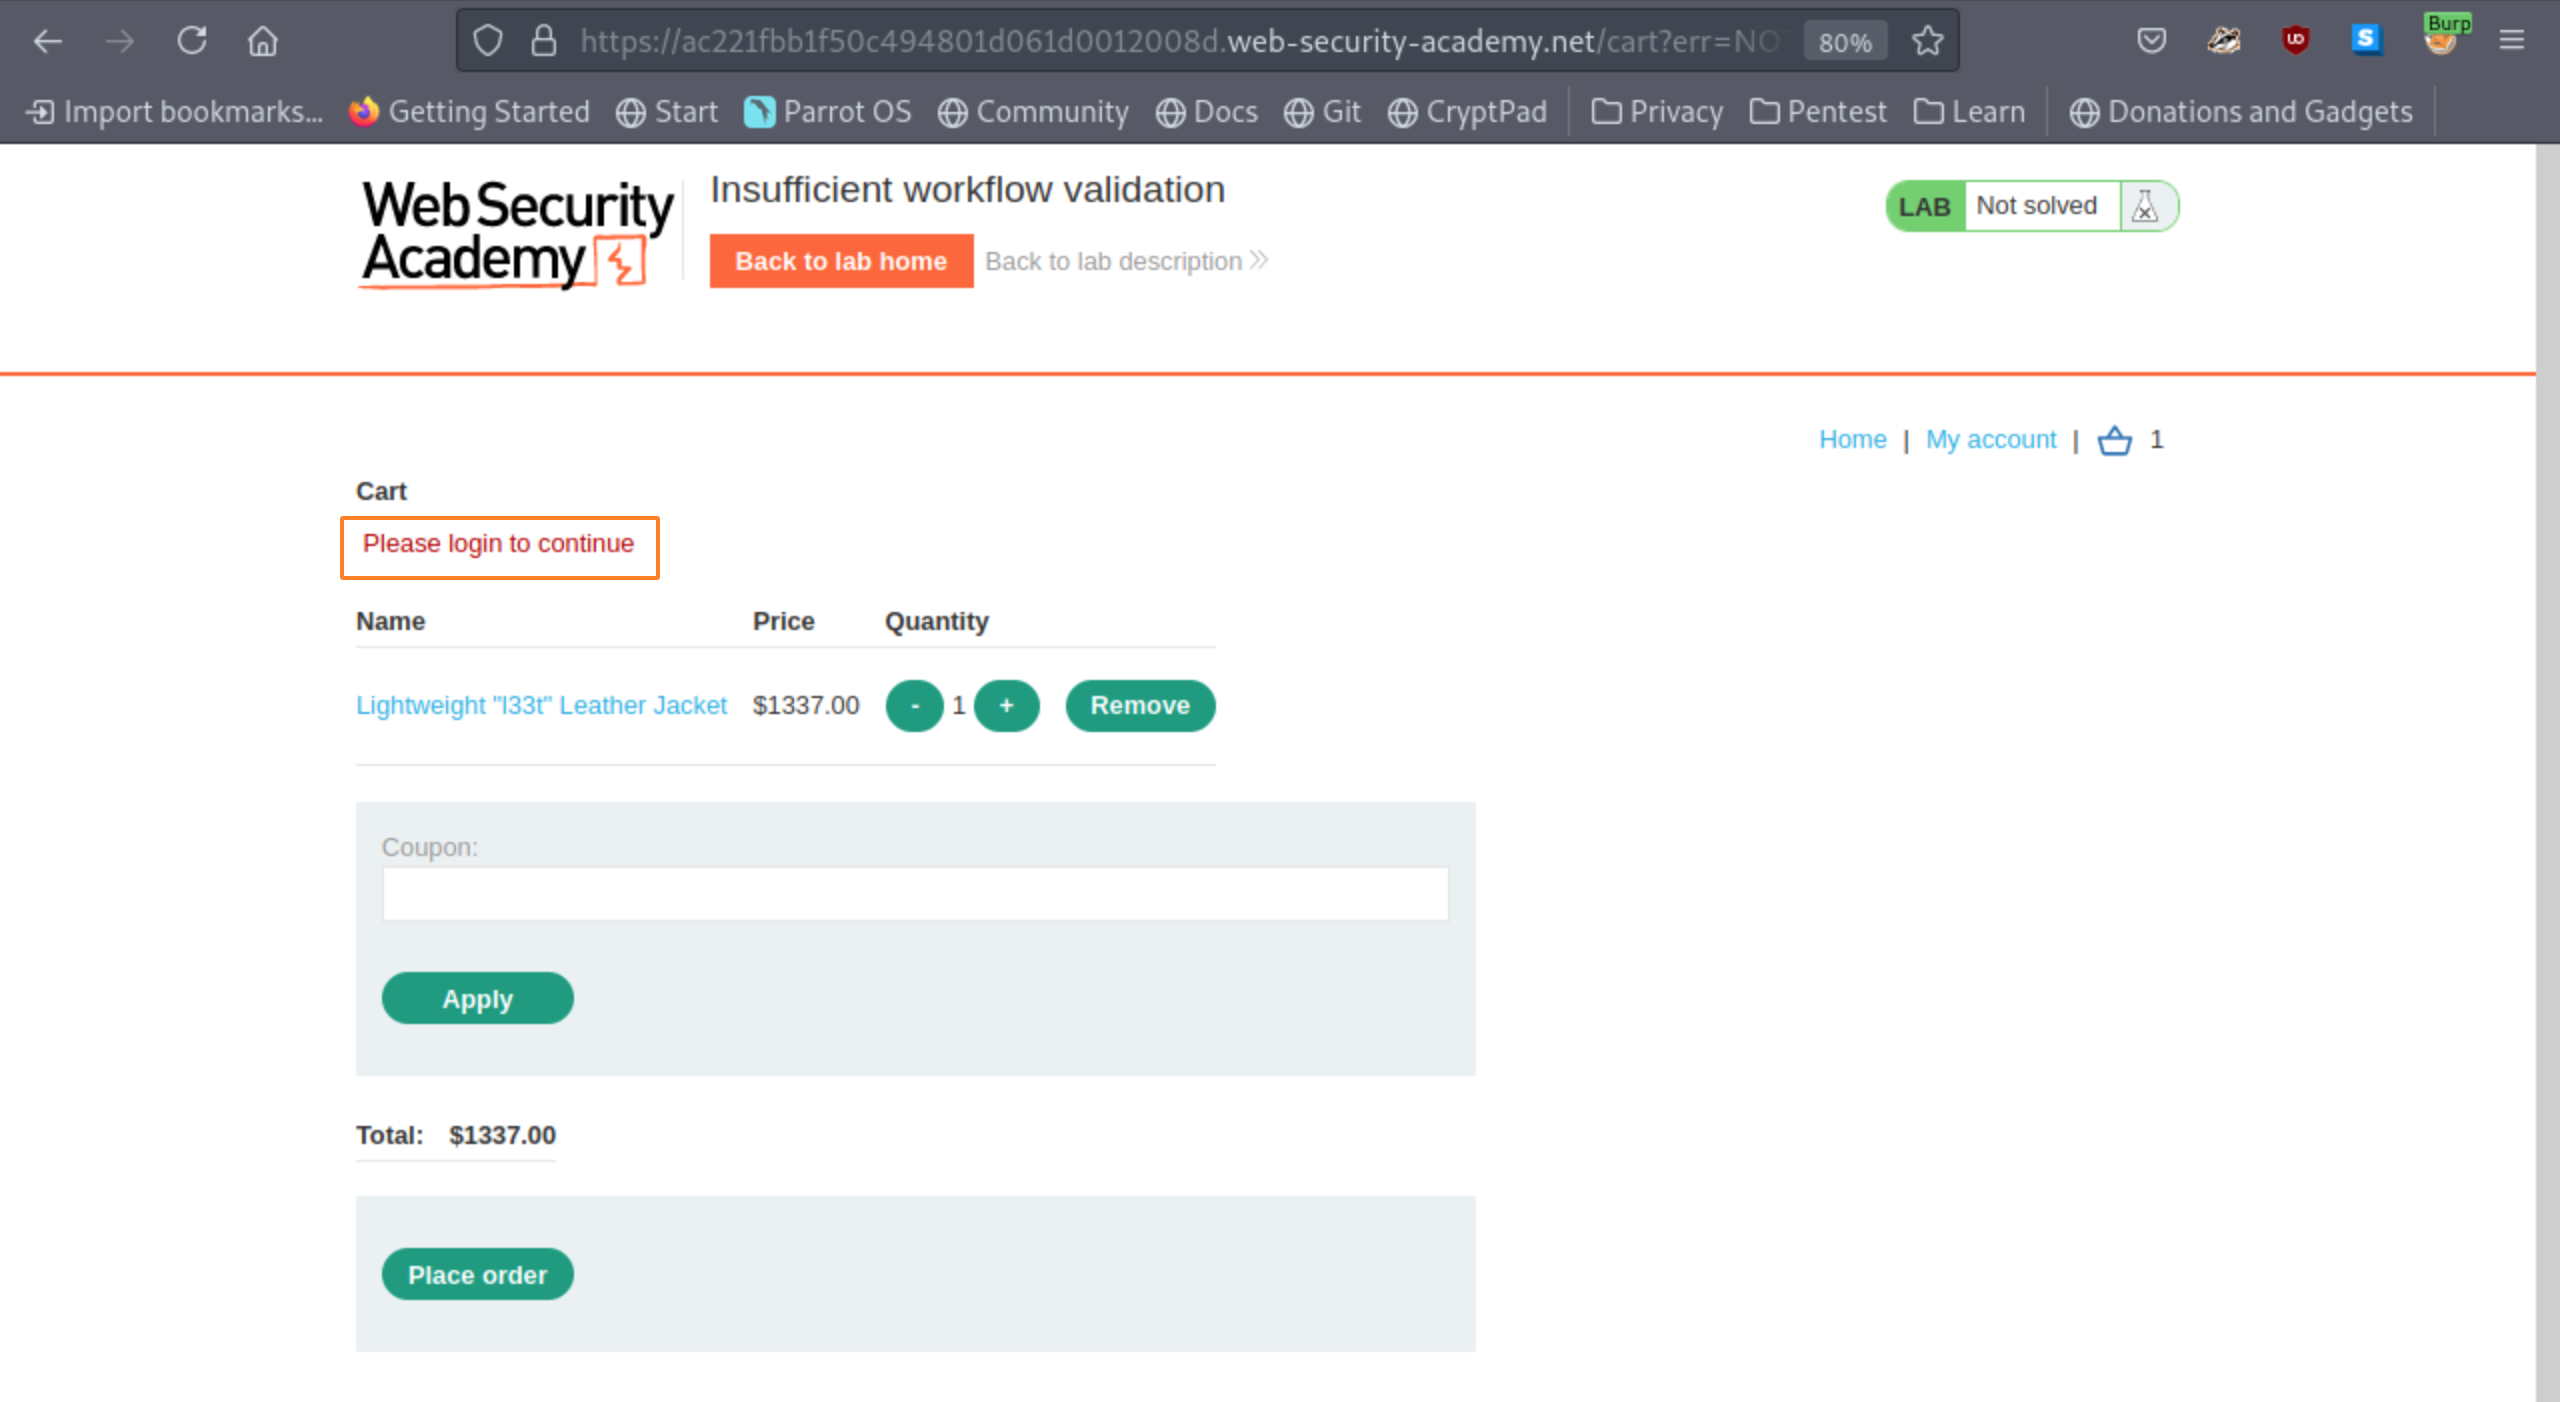 https://ac221fbb1f50c494801d061d0012008d.web-security-academy.net/cart?err=NO 80% Burp
Import bookmarks... Getting Started Start Parrot OS Community Docs Git CryptPad Privacy Pentest Learn Donations and Gadgets
Web Security
Academy
Insufficient workflow validation
Back to lab home Back to lab description
LAB Not solved
Home | My account | 1
Cart
Please login to continue
Name Price Quantity
Lightweight "l33t" Leather Jacket $1337.00 - 1 + Remove
Coupon:
Apply
Total: $1337.00
Place order